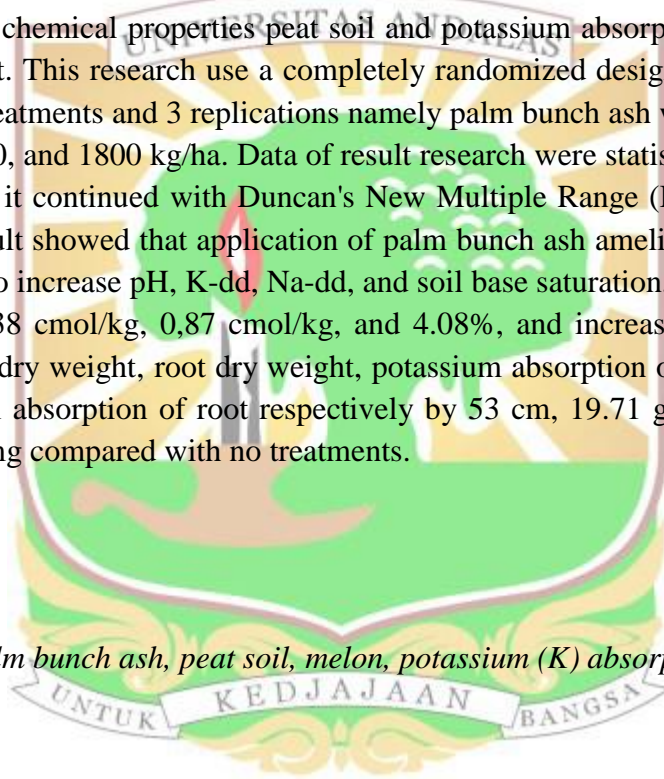 chemical properties peat soil and potassium absorp
UNIVERSITAS ANDALAS
t. This research use a completely randomized desig
eatments and 3 replications namely palm bunch ash
0, and 1800 kg/ha. Data of result research were statis
it continued with Duncan's New Multiple Range (
ult showed that application of palm bunch ash ameli
o increase pH, K-dd, Na-dd, and soil base saturation
38 cmol/kg, 0,87 cmol/kg, and 4.08%, and increas
dry weight, root dry weight, potassium absorption o
absorption of root respectively by 53 cm, 19.71 g
ng compared with no treatments.
lm bunch ash, peat soil, melon, potassium (K) absorp
UNTUK KEDJAJAAN BANGSA